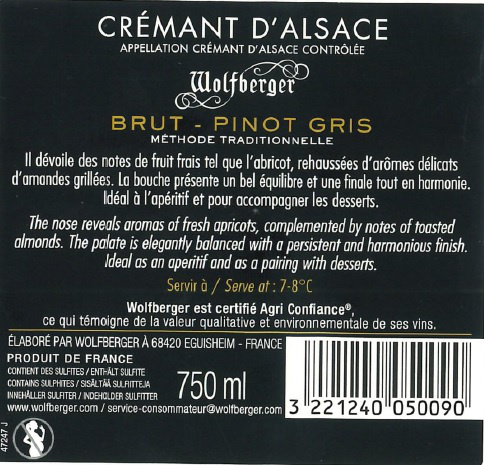 CRÉMANT D'ALSACE
APPELLATION CRÉMANT D'ALSACE CONTRÔLÉE
Wolfberger
BRUT - PINOT GRIS
MÉTHODE TRADITIONNELLE
Il dévoile des notes de fruit frais tel que l'abricot, rehaussées d'arômes délicats
d'amandes grillées. La bouche présente un bel équilibre et une finale tout en harmonie.
Idéal à l'apéritif et pour accompagner les desserts.
The nose reveals aromas of fresh apricots, complemented by notes of toasted
almonds. The palate is elegantly balanced with a persistent and harmonious finish.
Ideal as an aperitif and as a pairing with desserts.
Servir à / Serve at : 7-8°C
Wolfberger est certifié Agri Confiance®,
ce qui témoigne de la valeur qualitative et environnementale de ses vins.
ÉLABORÉ PAR WOLFBERGER À 68420 EGUISHEIM - FRANCE
PRODUIT DE FRANCE
CONTIENT DES SULFITES / ENTHÄLT SULFITE
CONTAINS SULPHITES / SISÄLTÄÄ SULFIITTEJA
INNEHÅLLER SULFITER / INDEHOLDER SULFITTER
750 ml
www.wolfberger.com / service-consommateur@wolfberger.com
3 221240 050090
47247 J